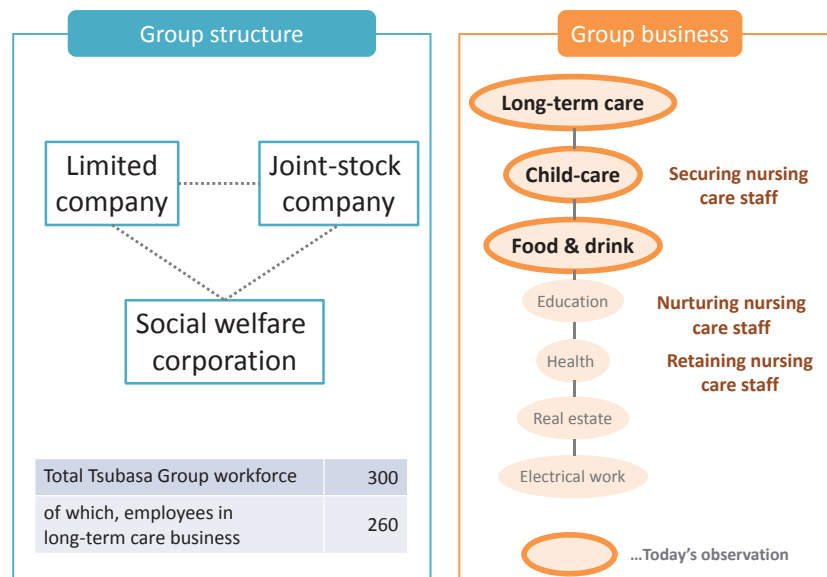 Group structure
Limited
company
Joint-stock
company
Social welfare
corporation
Total Tsubasa Group workforce 300
of which, employees in
long-term care business 260
Group business
Long-term care
Child-care
Securing nursing
care staff
Food & drink
Education
Nurturing nursing
care staff
Health
Retaining nursing
care staff
Real estate
Electrical work
...Today's observation